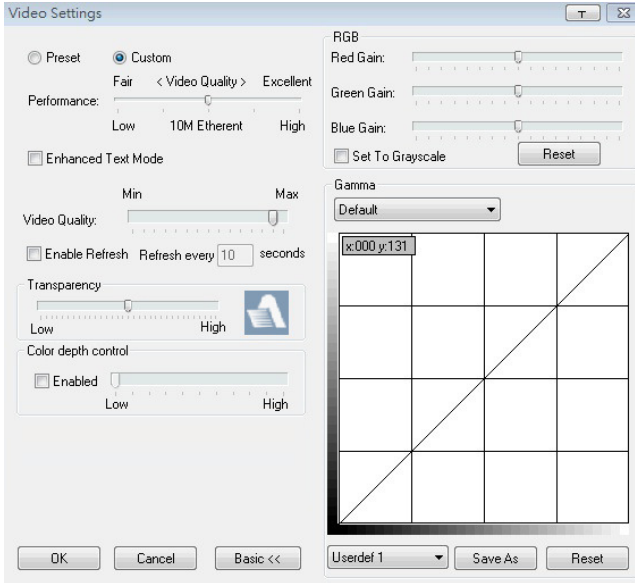 Video Settings
T
Preset
Custom
Fair < Video Quality > Excellent
Performance:
Low 10M Etherent High
Enhanced Text Mode
Min Max
Video Quality:
Enable Refresh Refresh every 10 seconds
Transparency
Low High
Color depth control
Enabled
Low High
OK
Cancel
Basic <<
RGB
Red Gain:
Green Gain:
Blue Gain:
Set To Grayscale
Reset
Gamma
Default
x:000 y:131
Userdef 1
Save As
Reset